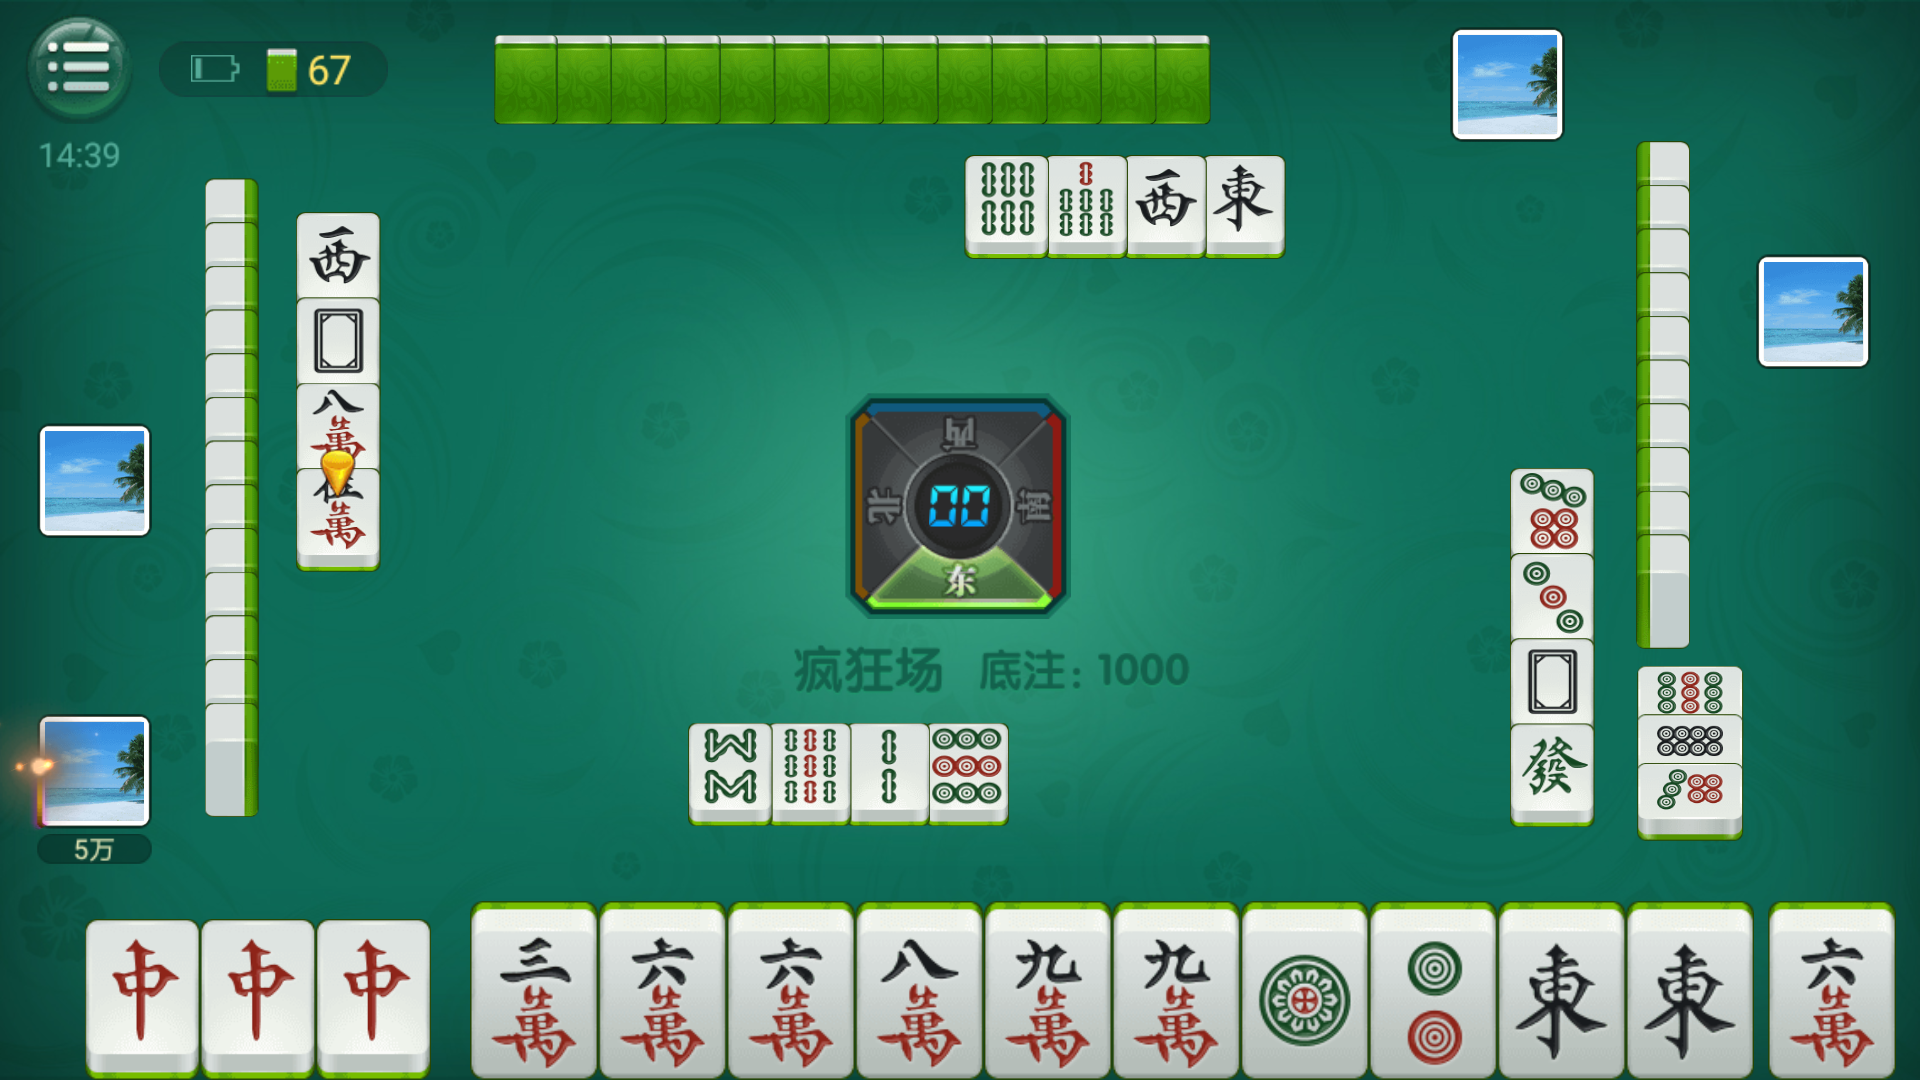 67
14:39
西 東
西
八萬
萬
西
北 00 南
东
疯狂场 底注: 1000
發
5万
中 中 中 三萬 六萬 六萬 八萬 九萬 九萬 東 東 六萬